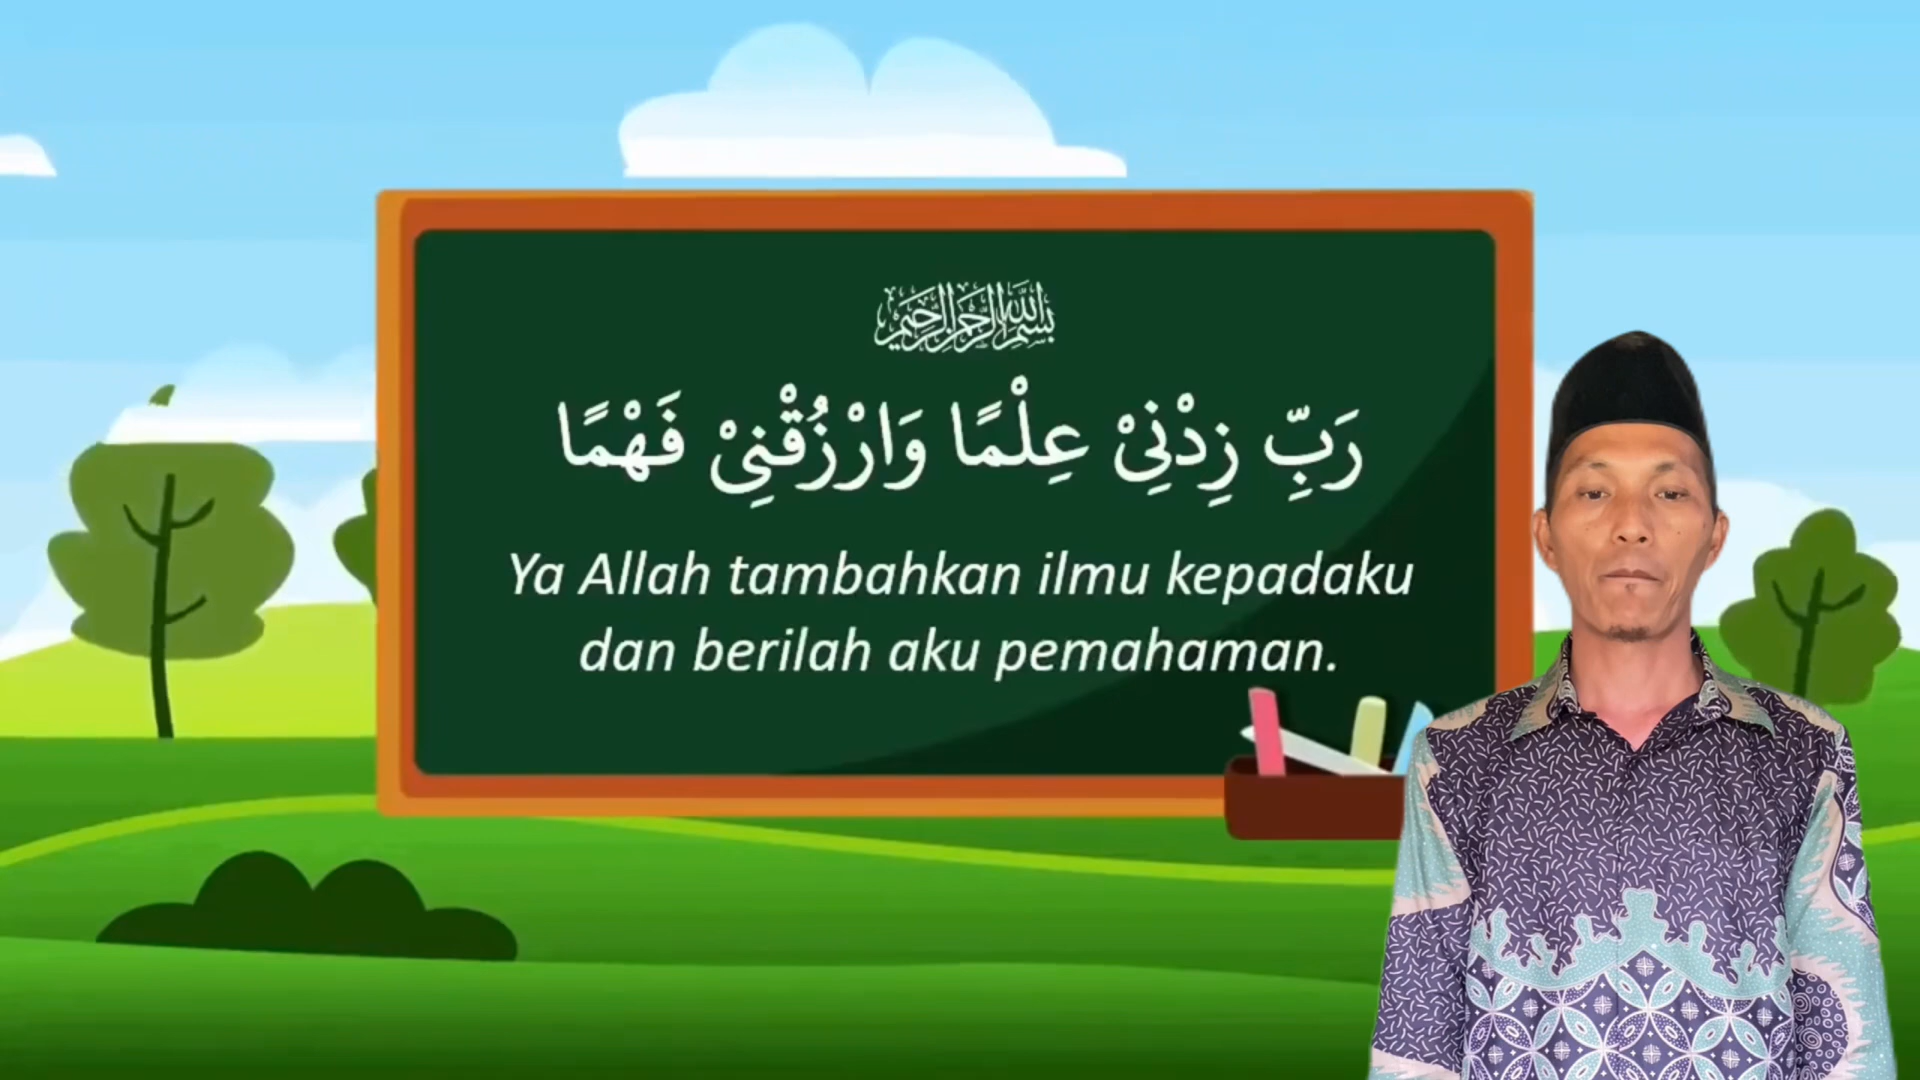 بسم الله الرحمن الرحيم
رَبِّ زِدْنِيْ عِلْمًا وَارْزُقْنِيْ فَهْمًا
Ya Allah tambahkan ilmu kepadaku
dan berilah aku pemahaman.